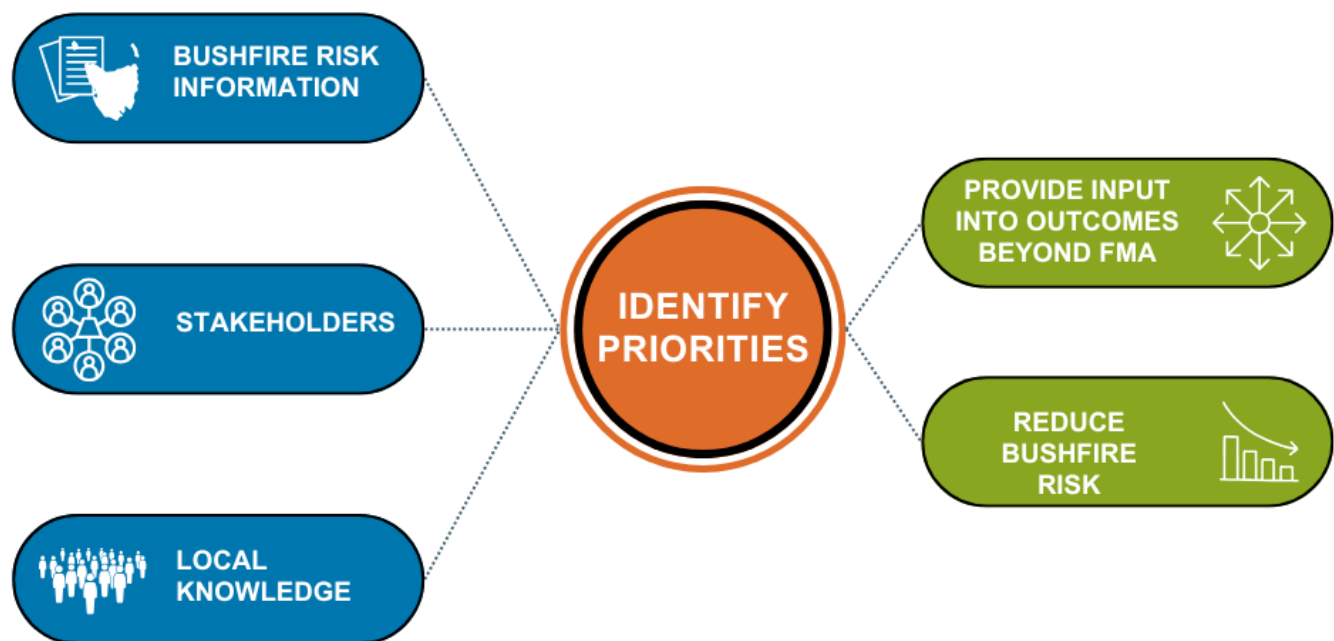 BUSHFIRE RISK
INFORMATION
STAKEHOLDERS
LOCAL
KNOWLEDGE
IDENTIFY
PRIORITIES
PROVIDE INPUT
INTO OUTCOMES
BEYOND FMA
REDUCE
BUSHFIRE
RISK